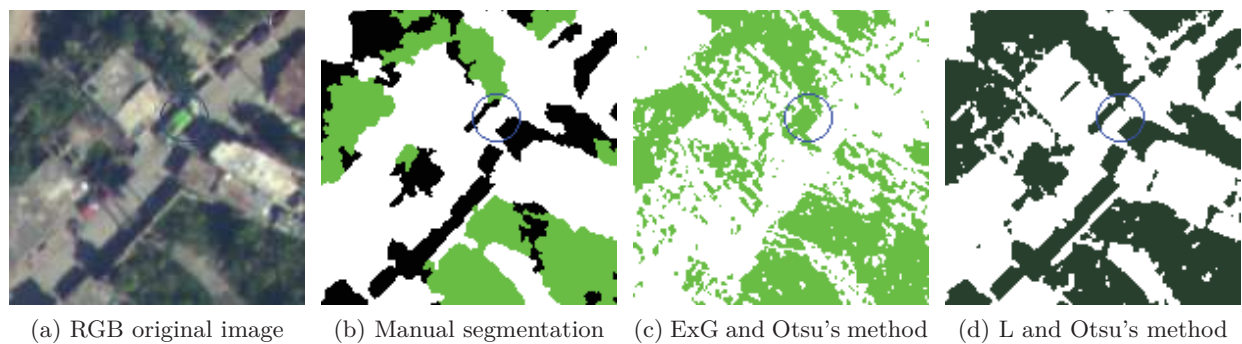 (a) RGB original image
(b) Manual segmentation
(c) ExG and Otsu's method
(d) L and Otsu's method